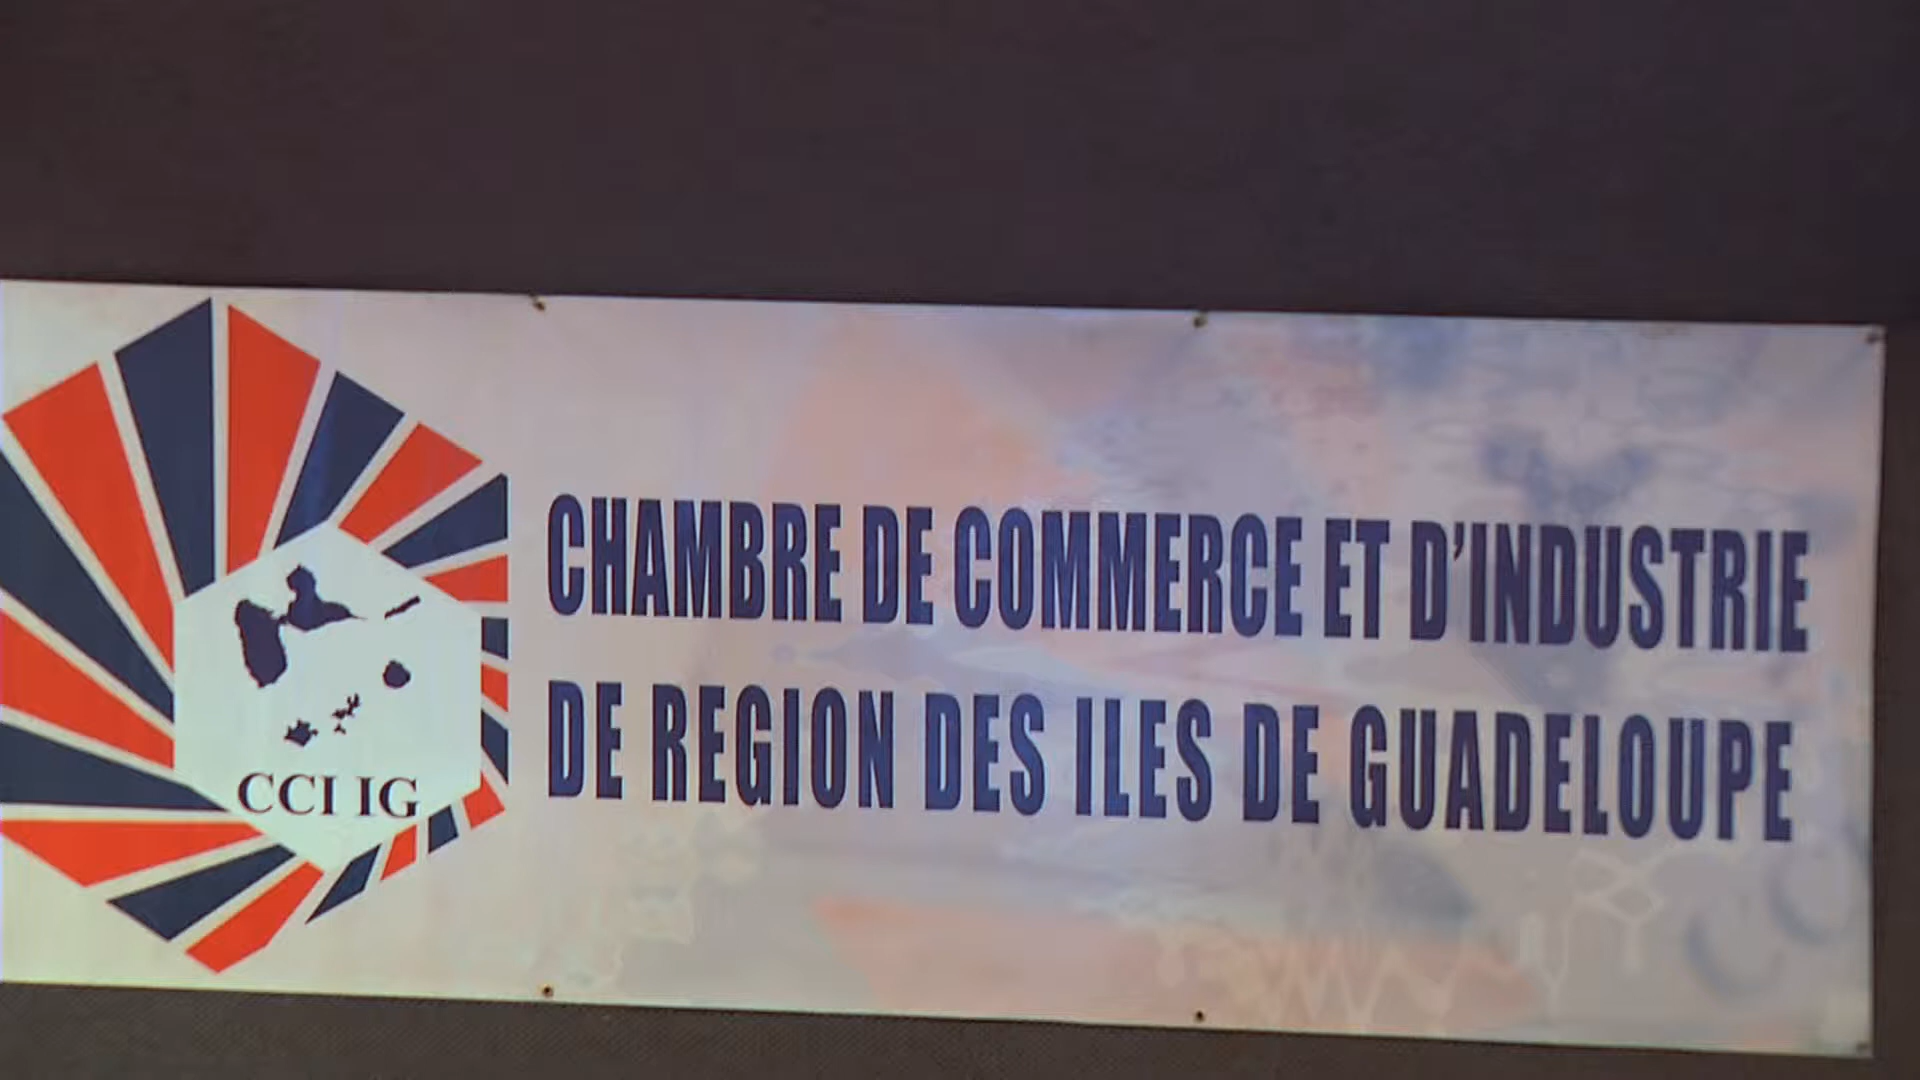 CHAMBRE DE COMMERCE ET D'INDUSTRIE
DE REGION DES ILES DE GUADELOUPE
CCI IG